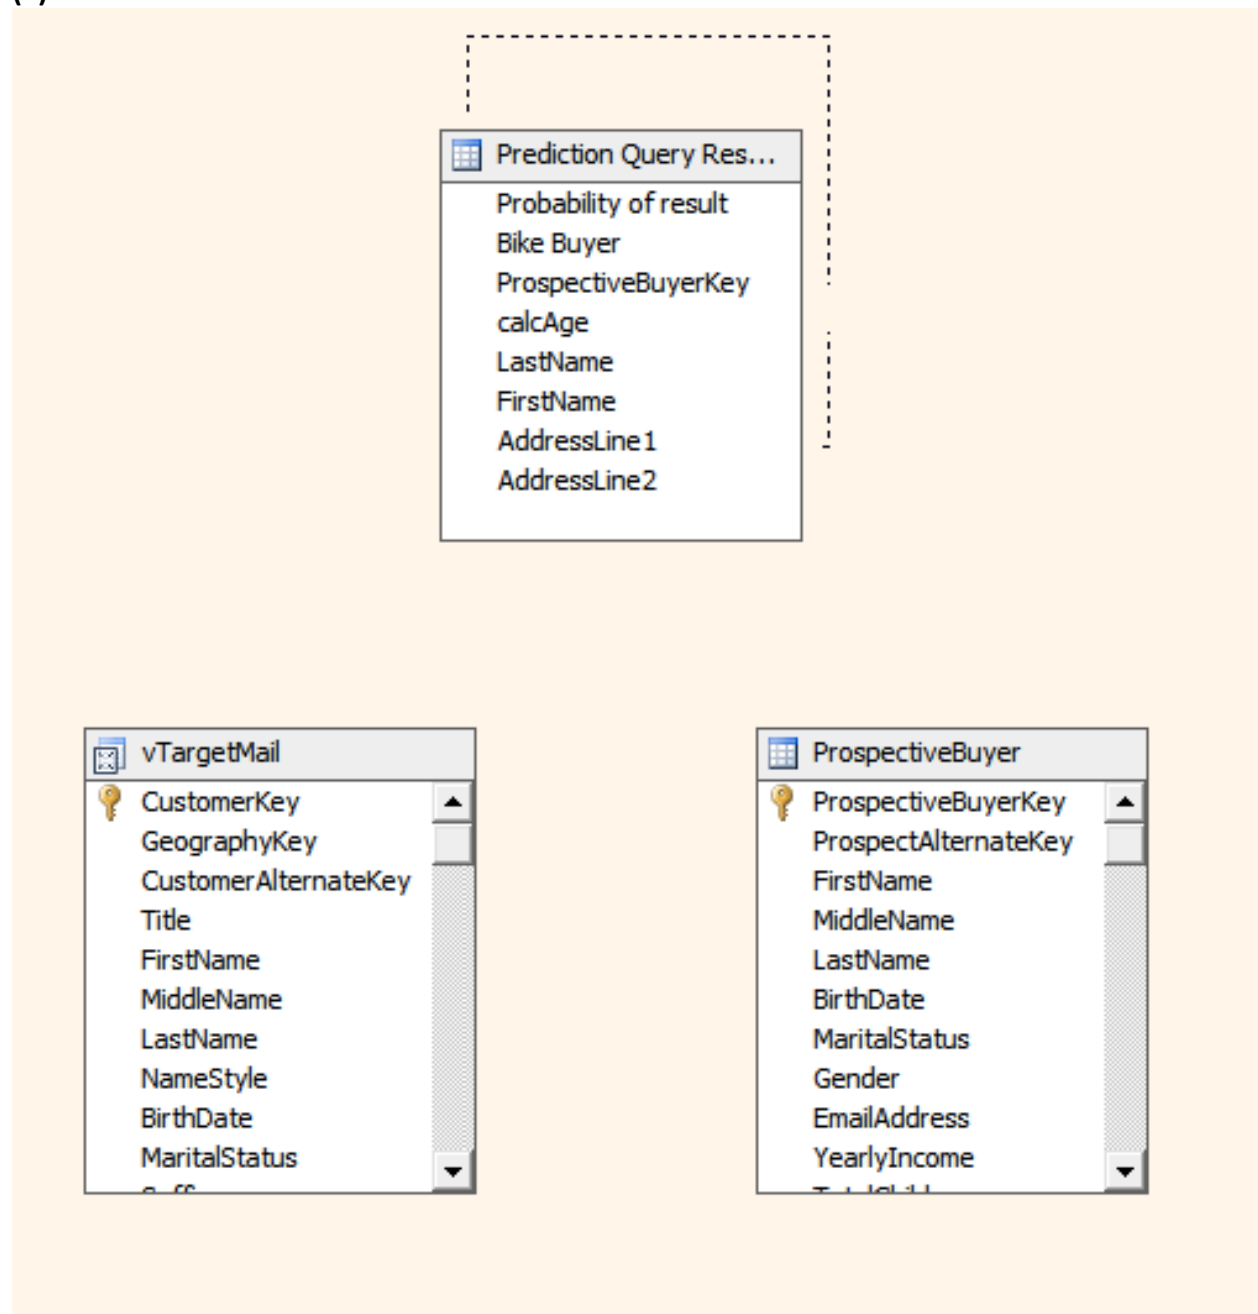 Prediction Query Res...
Probability of result
Bike Buyer
ProspectiveBuyerKey
calcAge
LastName
FirstName
AddressLine1
AddressLine2
vTargetMail
CustomerKey
GeographyKey
CustomerAlternateKey
Title
FirstName
MiddleName
LastName
NameStyle
BirthDate
MaritalStatus
ProspectiveBuyer
ProspectiveBuyerKey
ProspectAlternateKey
FirstName
MiddleName
LastName
BirthDate
MaritalStatus
Gender
EmailAddress
YearlyIncome